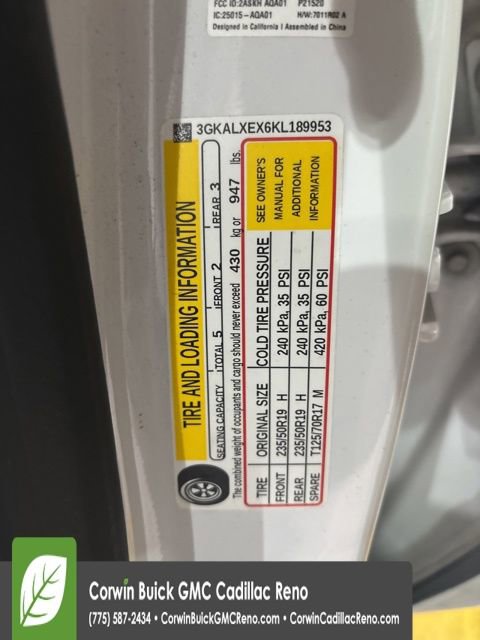 FCC ID:2ASKH AQA01 P21520
IC:25015-AQA01 H/W:7011R02 A
Designed in California I Assembled in China
3GKALXEX6KL189953
TIRE AND LOADING INFORMATION
SEATING CAPACITY TOTAL 5 FRONT 2 REAR 3
The combined weight of occupants and cargo should never exceed 430 kg or 947 lbs.
TIRE ORIGINAL SIZE COLD TIRE PRESSURE
FRONT 235/50R19 H 240 kPa, 35 PSI
REAR 235/50R19 H 240 kPa, 35 PSI
SPARE T125/70R17 M 420 kPa, 60 PSI
SEE OWNER'S
MANUAL FOR
ADDITIONAL
INFORMATION
Corwin Buick GMC Cadillac Reno
(775) 587-2434 • CorwinBuickGMCReno.com • CorwinCadillacReno.com